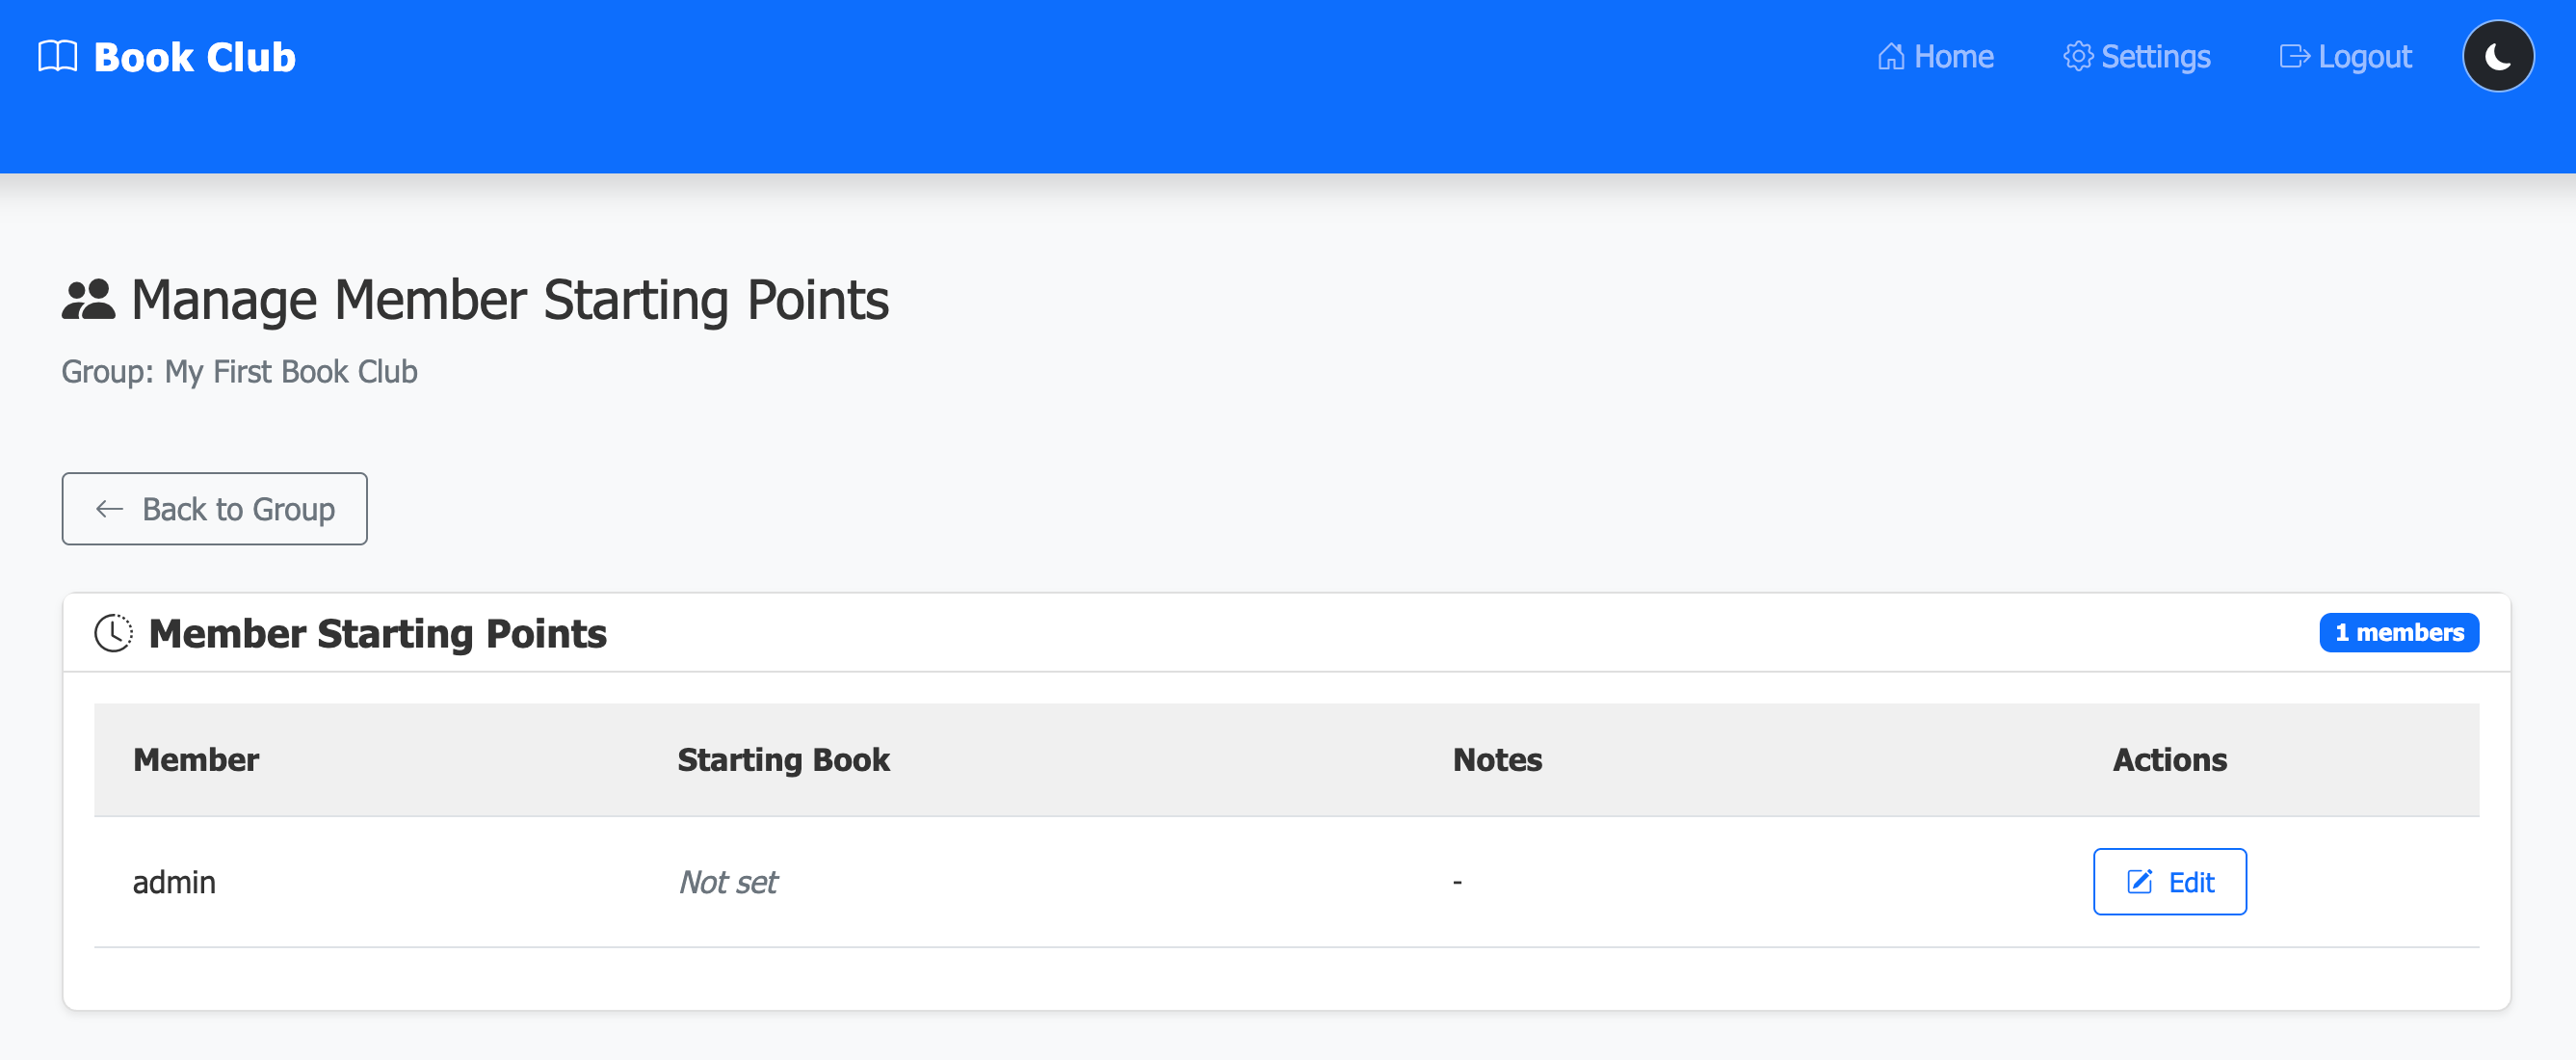 Book Club
Home Settings Logout
Manage Member Starting Points
Group: My First Book Club
Back to Group
Member Starting Points
1 members
Member Starting Book Notes Actions
admin Not set - Edit